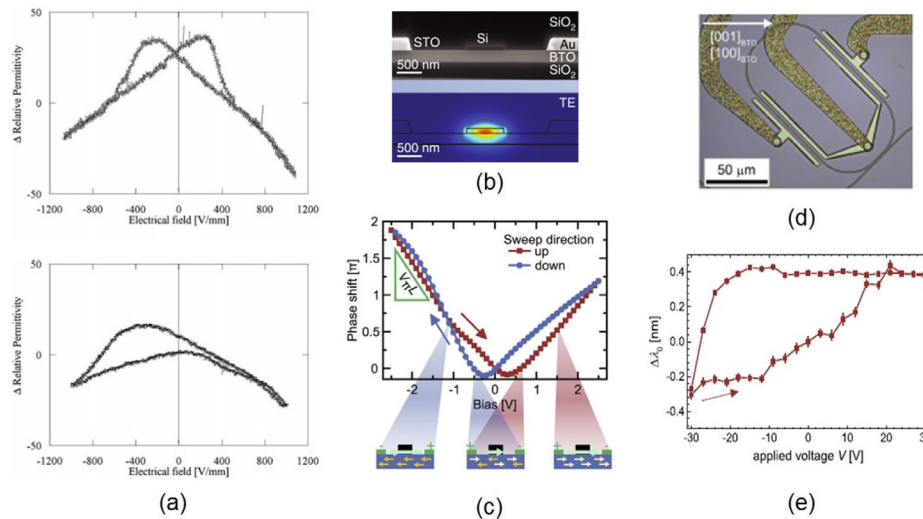 50
Δ Relative Permittivity
0
-50
-1200 -800 -400 0 400 800 1200
Electrical field [V/mm]
50
Δ Relative Permittivity
0
-50
-1200 -800 -400 0 400 800 1200
Electrical field [V/mm]
(a)
SiO2
STO Si Au
BTO
500 nm SiO2
TE
500 nm
(b)
2
1.5
1
0.5
0
Phase shift [π]
Sweep direction
up
down
VπL
-2 -1 0 1 2
Bias [V]
- + - + - +
(c)
[001]BTO
[100]BTO
50 μm
(d)
0.4
0.2
0.0
-0.2
-0.4
Δλ0 [nm]
-30 -20 -10 0 10 20 30
applied voltage V [V]
(e)